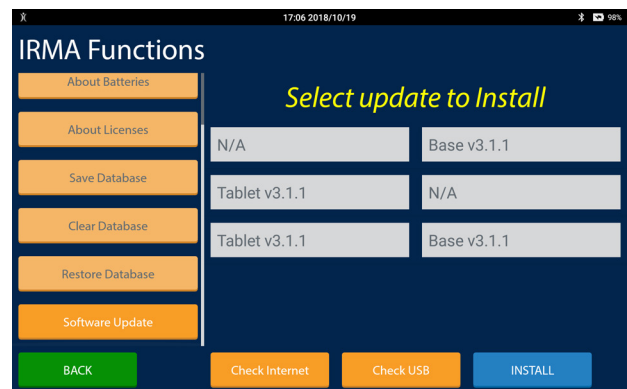 17:06 2018/10/19
98%
IRMA Functions
About Batteries
About Licenses
Save Database
Clear Database
Restore Database
Software Update
BACK
Select update to Install
N/A
Base v3.1.1
Tablet v3.1.1
N/A
Tablet v3.1.1
Base v3.1.1
Check Internet
Check USB
INSTALL